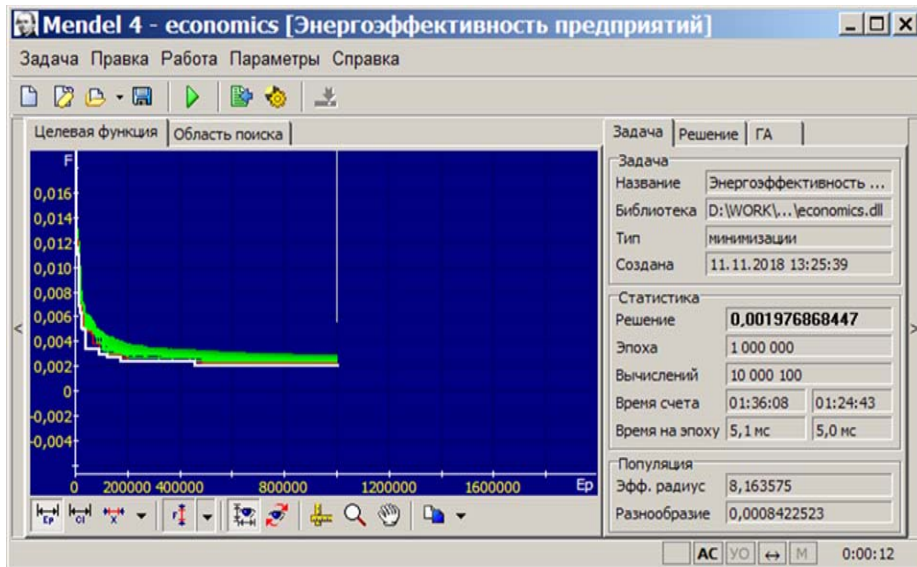 Mendel 4 - economics [Энергоэффективность предприятий]
Задача Правка Работа Параметры Справка
Целевая функция Область поиска
F
0,016
0,014
0,012
0,010
0,008
0,006
0,004
0,002
0
-0,002
-0,004
0 200000 400000 800000 1200000 1600000 Ep
EP CI X
Задача Решение ГА
Задача
Название Энергоэффективность ...
Библиотека D:\WORK\...\economics.dll
Тип минимизации
Создана 11.11.2018 13:25:39
Статистика
Решение 0,001976868447
Эпоха 1 000 000
Вычислений 10 000 100
Время счета 01:36:08 01:24:43
Время на эпоху 5,1 мс 5,0 мс
Популяция
Эфф. радиус 8,163575
Разнообразие 0,0008422523
АС УО ↔ М 0:00:12